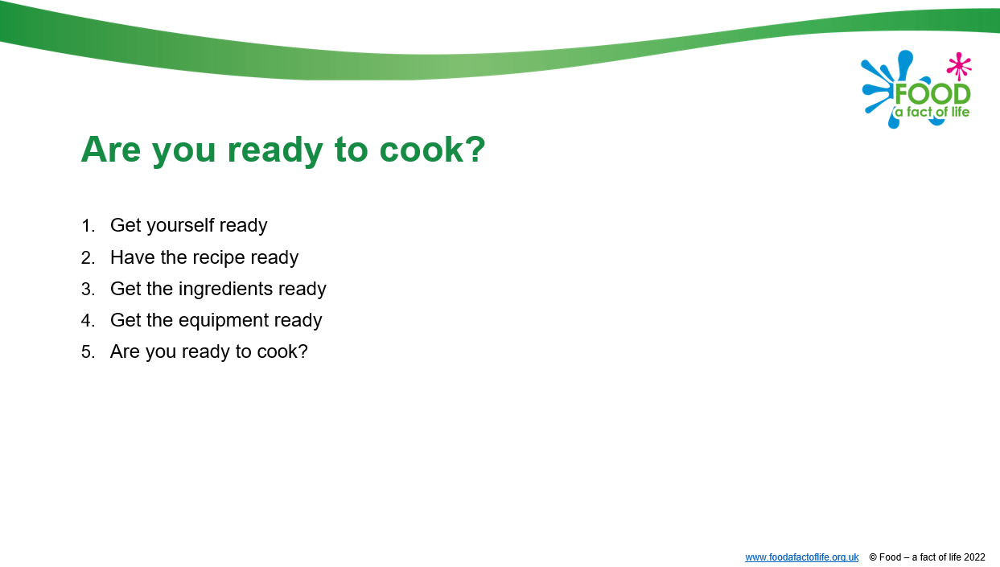 FOOD
a fact of life
Are you ready to cook?
1. Get yourself ready
2. Have the recipe ready
3. Get the ingredients ready
4. Get the equipment ready
5. Are you ready to cook?
www.foodafactoflife.org.uk © Food – a fact of life 2022